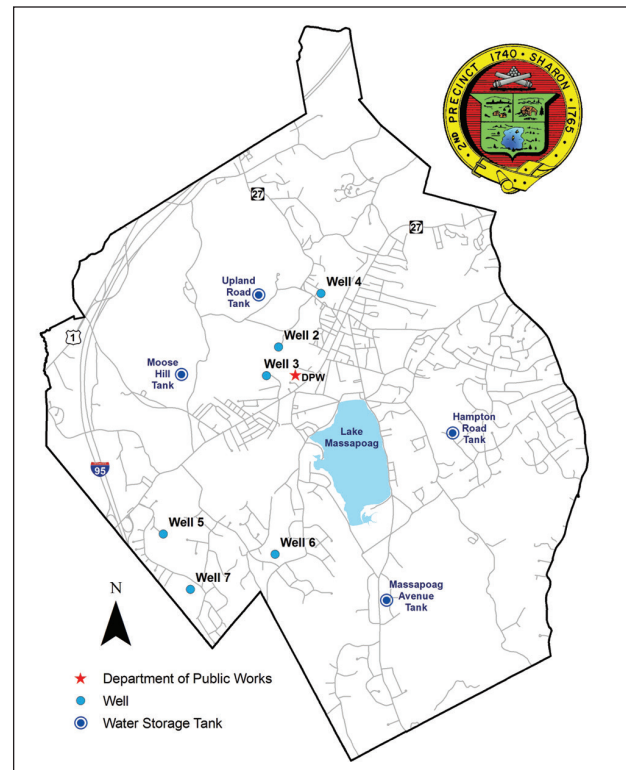 2ND PRECINCT 1740 • SHARON • 1765 •
27
27
Upland
Road
Tank
Well 4
1
Well 2
Moose
Hill
Tank
Well 3
DPW
Lake
Massapoag
Hampton
Road
Tank
95
Well 5
Well 6
Well 7
Massapoag
Avenue
Tank
N
Department of Public Works
Well
Water Storage Tank